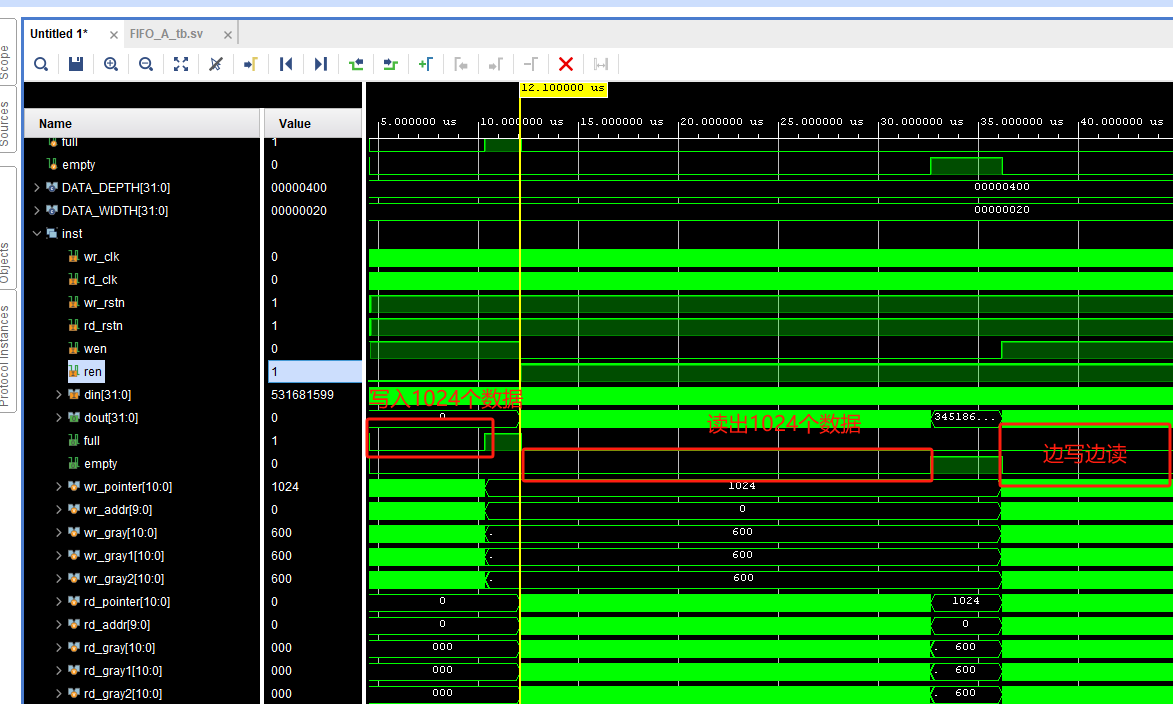 Untitled 1* × FIFO_A_tb.sv ×
Scope
Sources
Objects
Protocol Instances
12.100000 us
Name Value
5.000000 us 10.000000 us 15.000000 us 20.000000 us 25.000000 us 30.000000 us 35.000000 us 40.000000 us
full 1
empty 0
DATA_DEPTH[31:0] 00000400 00000400
DATA_WIDTH[31:0] 00000020 00000020
inst
wr_clk 0
rd_clk 0
wr_rstn 1
rd_rstn 1
wen 0
ren 1
din[31:0] 531681599
写入1024个数据
dout[31:0] 0 0 345186...
读出1024个数据
full 1
边写边读
empty 0
wr_pointer[10:0] 1024 1024
wr_addr[9:0] 0 0
wr_gray[10:0] 600 600
wr_gray1[10:0] 600 600
wr_gray2[10:0] 600 600
rd_pointer[10:0] 0 0 1024
rd_addr[9:0] 0 0 0
rd_gray[10:0] 000 000 600
rd_gray1[10:0] 000 000 600
rd_gray2[10:0] 000 000 600